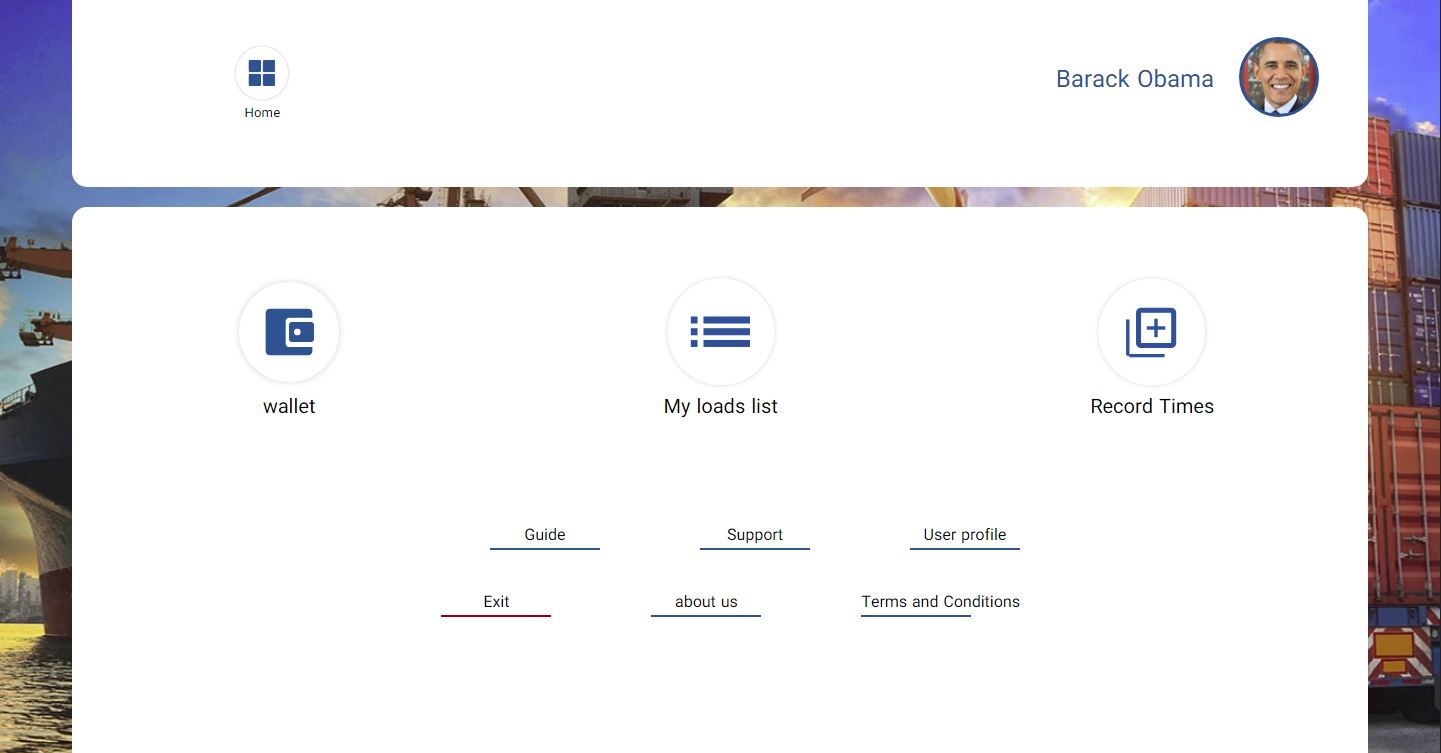 Barack Obama
Home
wallet
My loads list
Record Times
Guide
Support
User profile
Exit
about us
Terms and Conditions